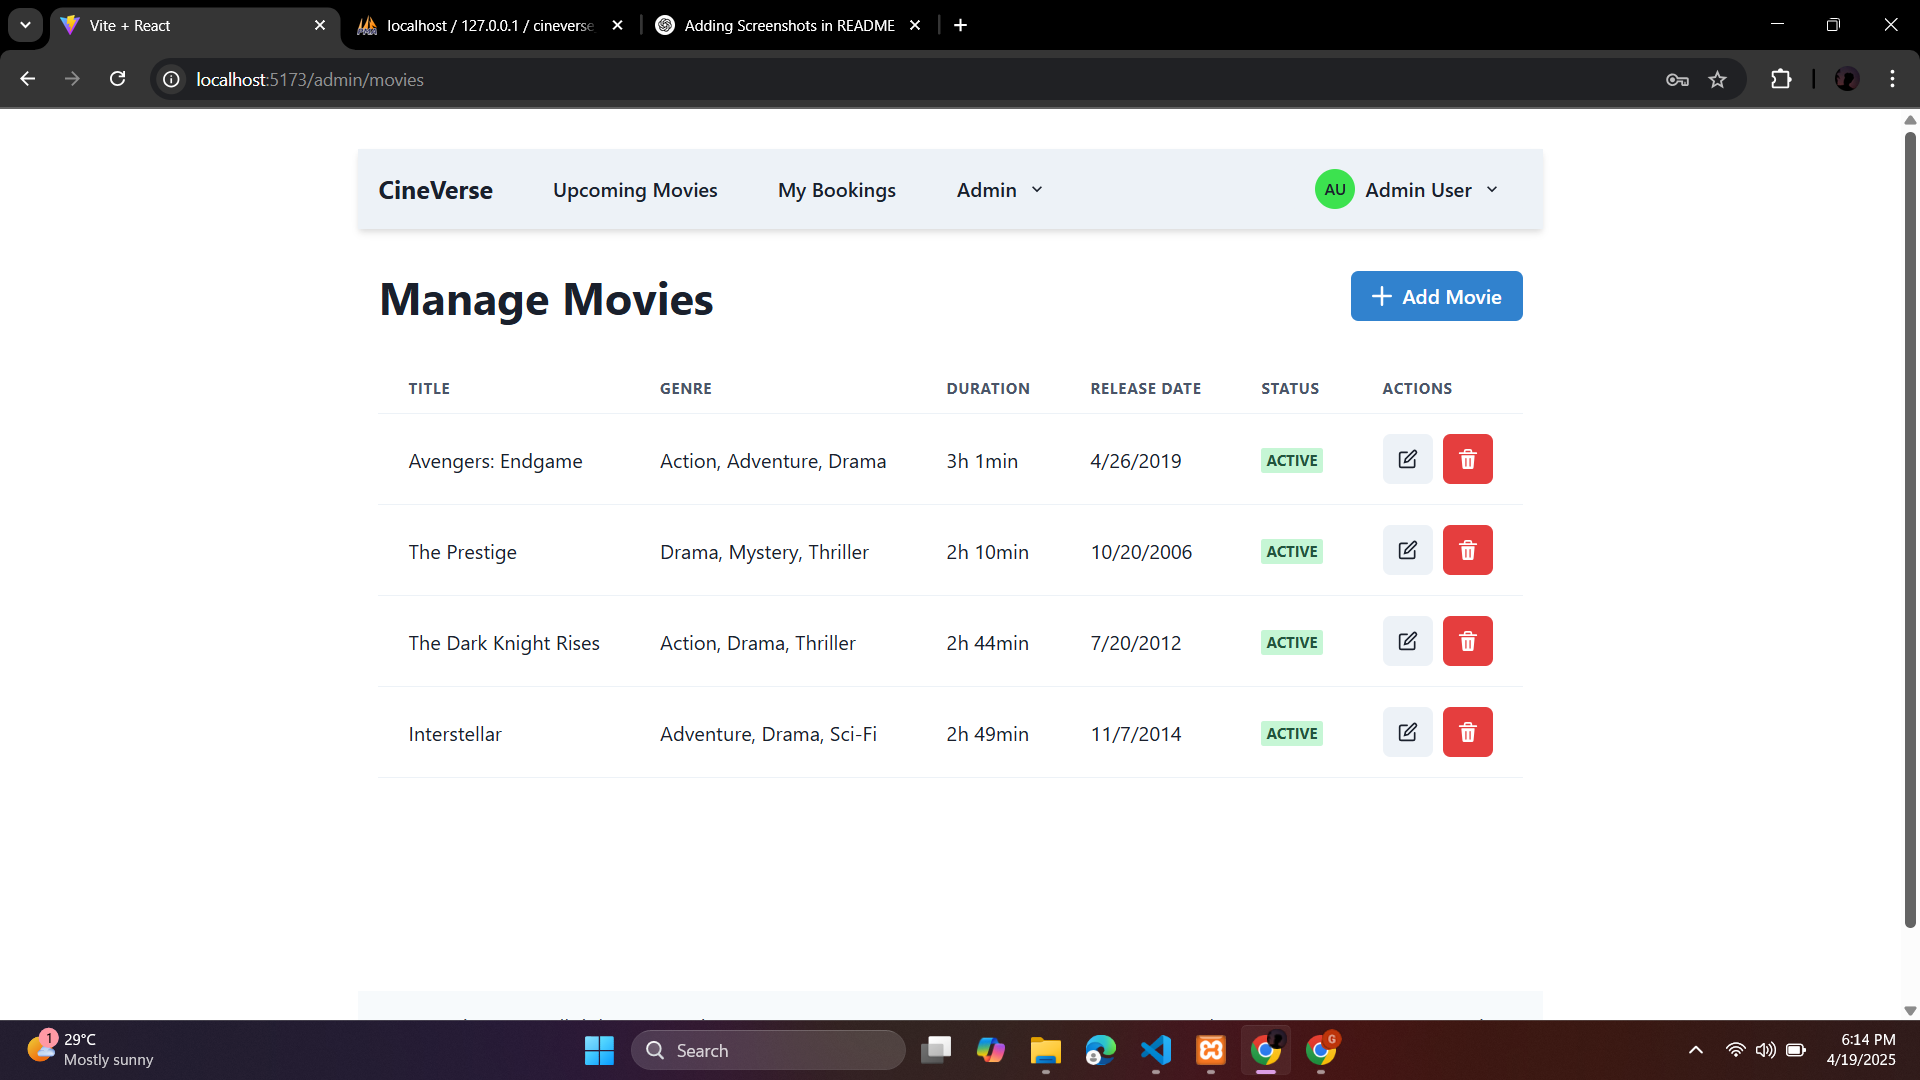 Vite + React
localhost / 127.0.0.1 / cineverse
Adding Screenshots in README
localhost:5173/admin/movies
CineVerse
Upcoming Movies
My Bookings
Admin
AU
Admin User
Manage Movies
Add Movie
TITLE GENRE DURATION RELEASE DATE STATUS ACTIONS
Avengers: Endgame Action, Adventure, Drama 3h 1min 4/26/2019 ACTIVE
The Prestige Drama, Mystery, Thriller 2h 10min 10/20/2006 ACTIVE
The Dark Knight Rises Action, Drama, Thriller 2h 44min 7/20/2012 ACTIVE
Interstellar Adventure, Drama, Sci-Fi 2h 49min 11/7/2014 ACTIVE
1
29°C
Mostly sunny
Search
G
6:14 PM
4/19/2025